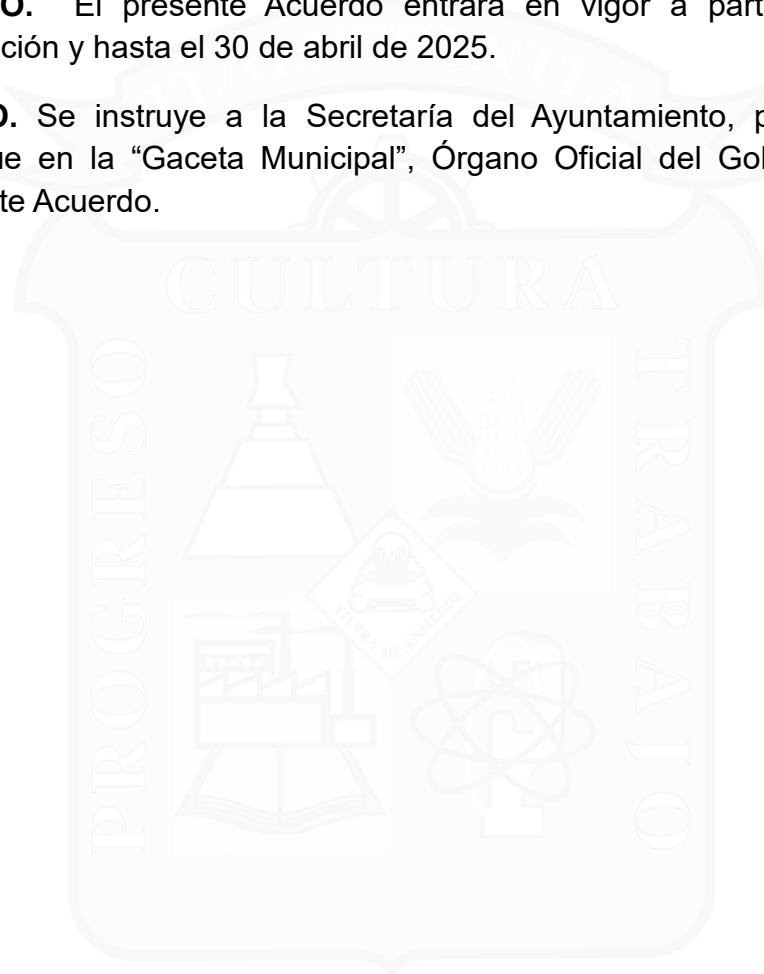 O. El presente Acuerdo entrará en vigor a part
ción y hasta el 30 de abril de 2025.
O. Se instruye a la Secretaría del Ayuntamiento, p
ue en la “Gaceta Municipal”, Órgano Oficial del Gol
te Acuerdo.
CULTURA
PROGRESO
TRABAJO
TIERRA DE ENMEDIO